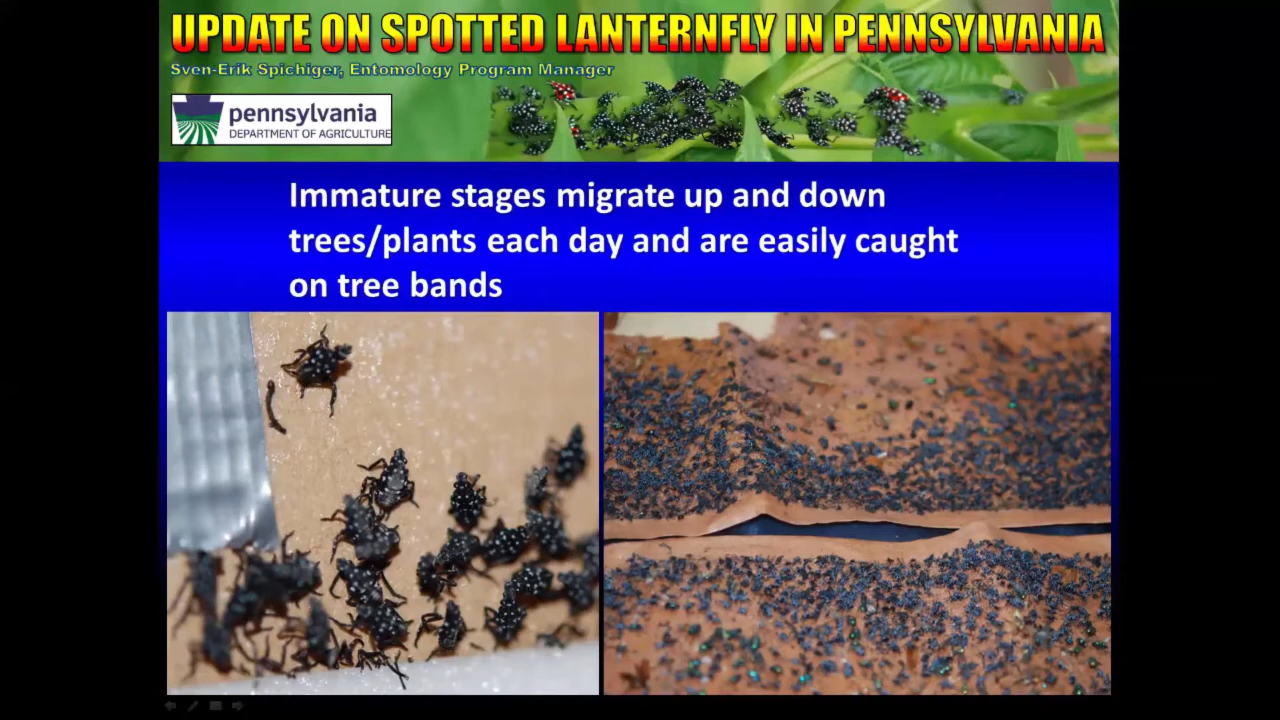 UPDATE ON SPOTTED LANTERNFLY IN PENNSYLVANIA
Sven-Erik Spichiger, Entomology Program Manager
pennsylvania
DEPARTMENT OF AGRICULTURE
Immature stages migrate up and down
trees/plants each day and are easily caught
on tree bands